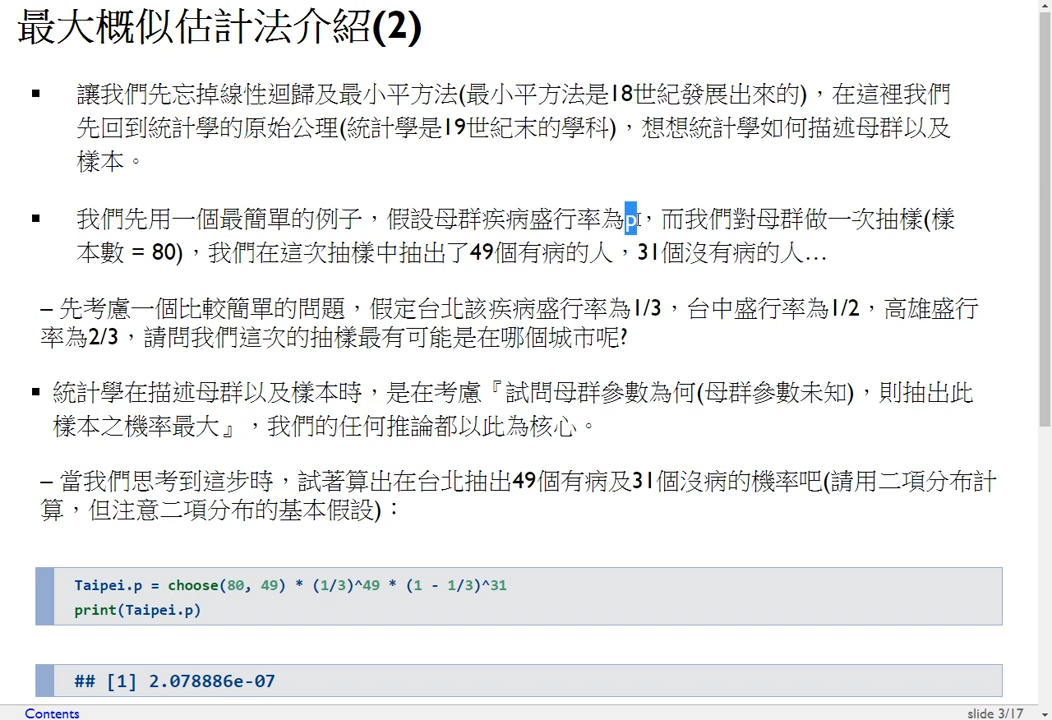 最大概似估計法介紹(2)
▪ 讓我們先忘掉線性迴歸及最小平方法(最小平方法是18世紀發展出來的)，在這裡我們
先回到統計學的原始公理(統計學是19世紀末的學科)，想想統計學如何描述母群以及
樣本。
▪ 我們先用一個最簡單的例子，假設母群疾病盛行率為p，而我們對母群做一次抽樣(樣
本數 = 80)，我們在這次抽樣中抽出了49個有病的人，31個沒有病的人…
– 先考慮一個比較簡單的問題，假定台北該疾病盛行率為1/3，台中盛行率為1/2，高雄盛行
率為2/3，請問我們這次的抽樣最有可能是在哪個城市呢?
▪ 統計學在描述母群以及樣本時，是在考慮『試問母群參數為何(母群參數未知)，則抽出此
樣本之機率最大』，我們的任何推論都以此為核心。
– 當我們思考到這步時，試著算出在台北抽出49個有病及31個沒病的機率吧(請用二項分布計
算，但注意二項分布的基本假設)：
Taipei.p = choose(80, 49) * (1/3)^49 * (1 - 1/3)^31
print(Taipei.p)
## [1] 2.078886e-07
Contents
slide 3/17